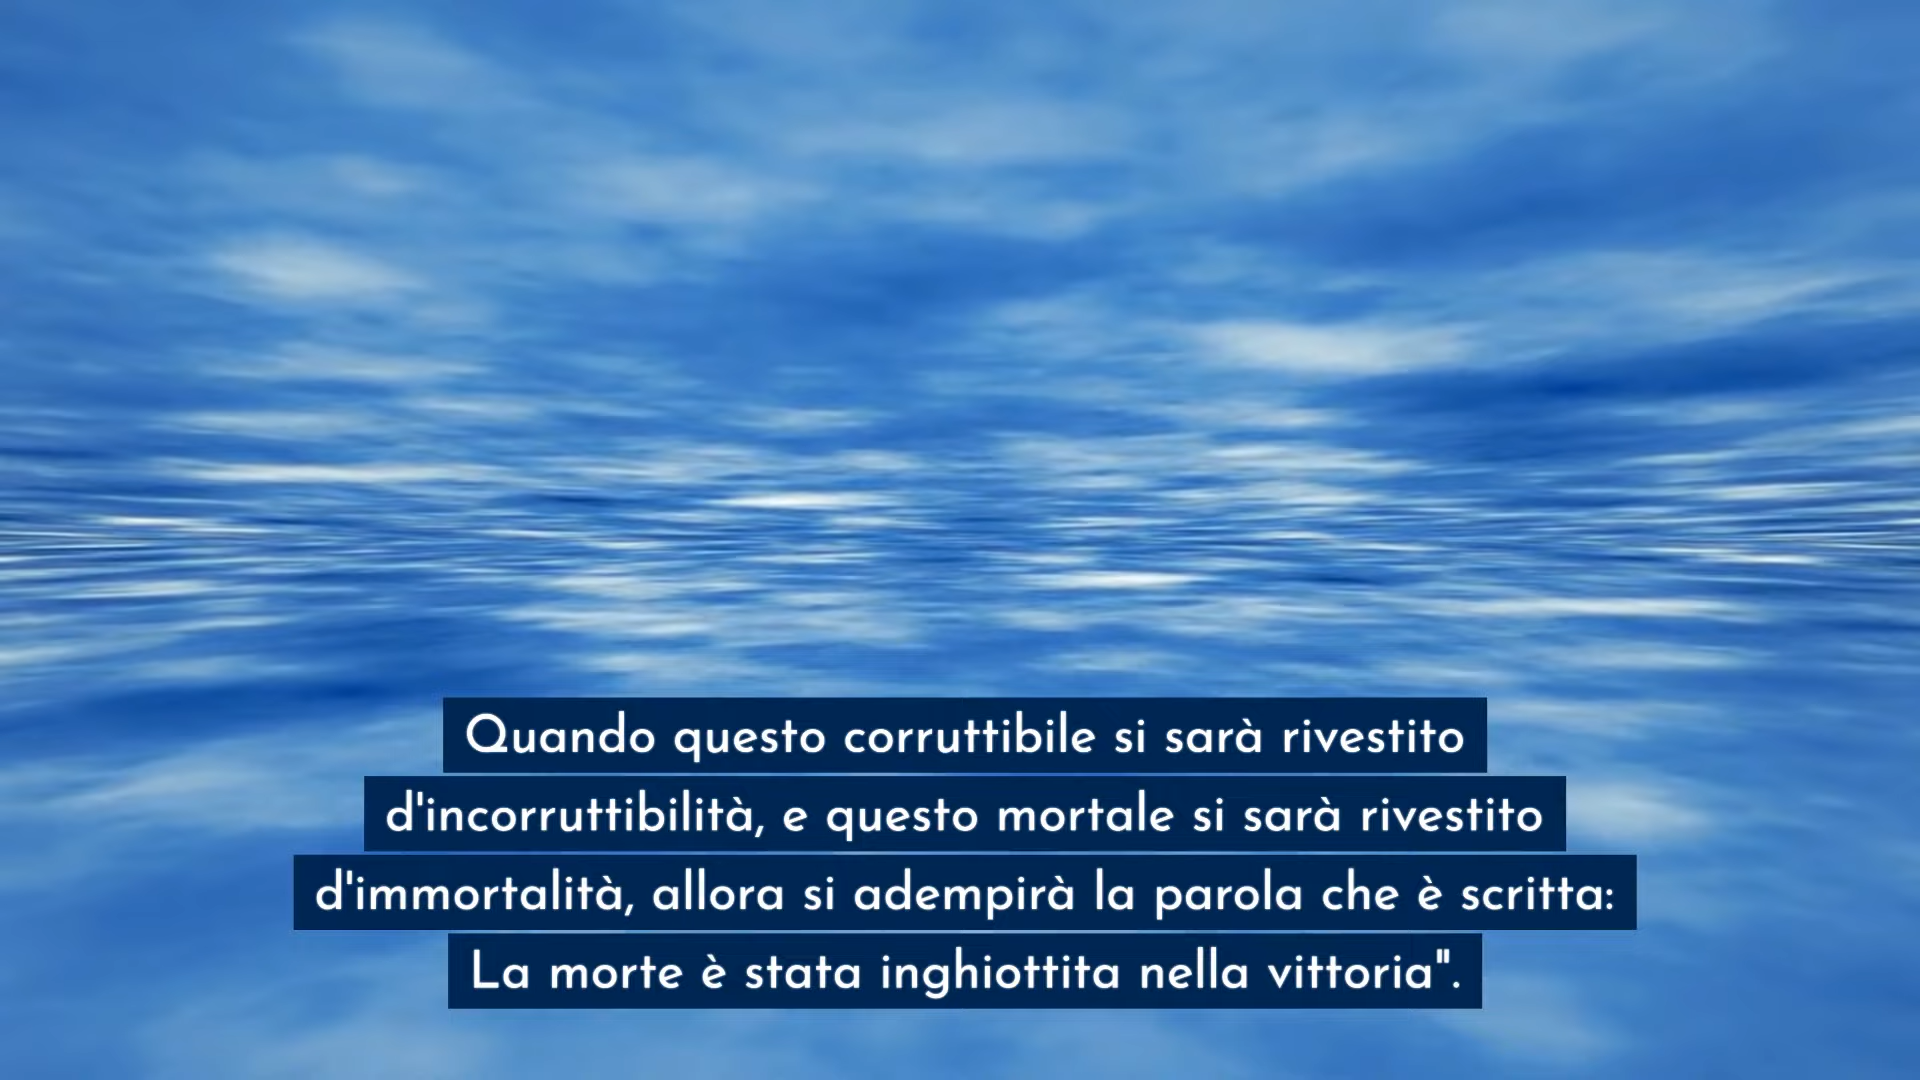 Quando questo corruttibile si sarà rivestito
d'incorruttibilità, e questo mortale si sarà rivestito
d'immortalità, allora si adempirà la parola che è scritta:
La morte è stata inghiottita nella vittoria".